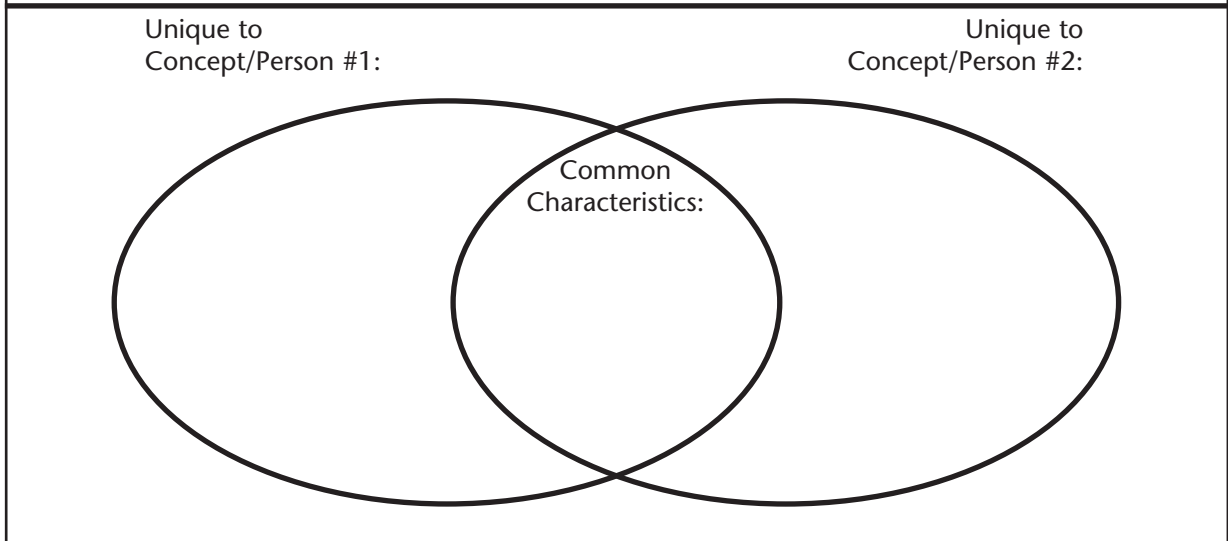 Unique to
Concept/Person #1:
Unique to
Concept/Person #2:
Common
Characteristics: